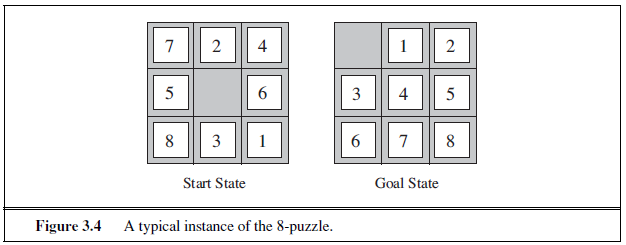 7 2 4
5 6
8 3 1
Start State
1 2
3 4 5
6 7 8
Goal State
Figure 3.4 A typical instance of the 8-puzzle.